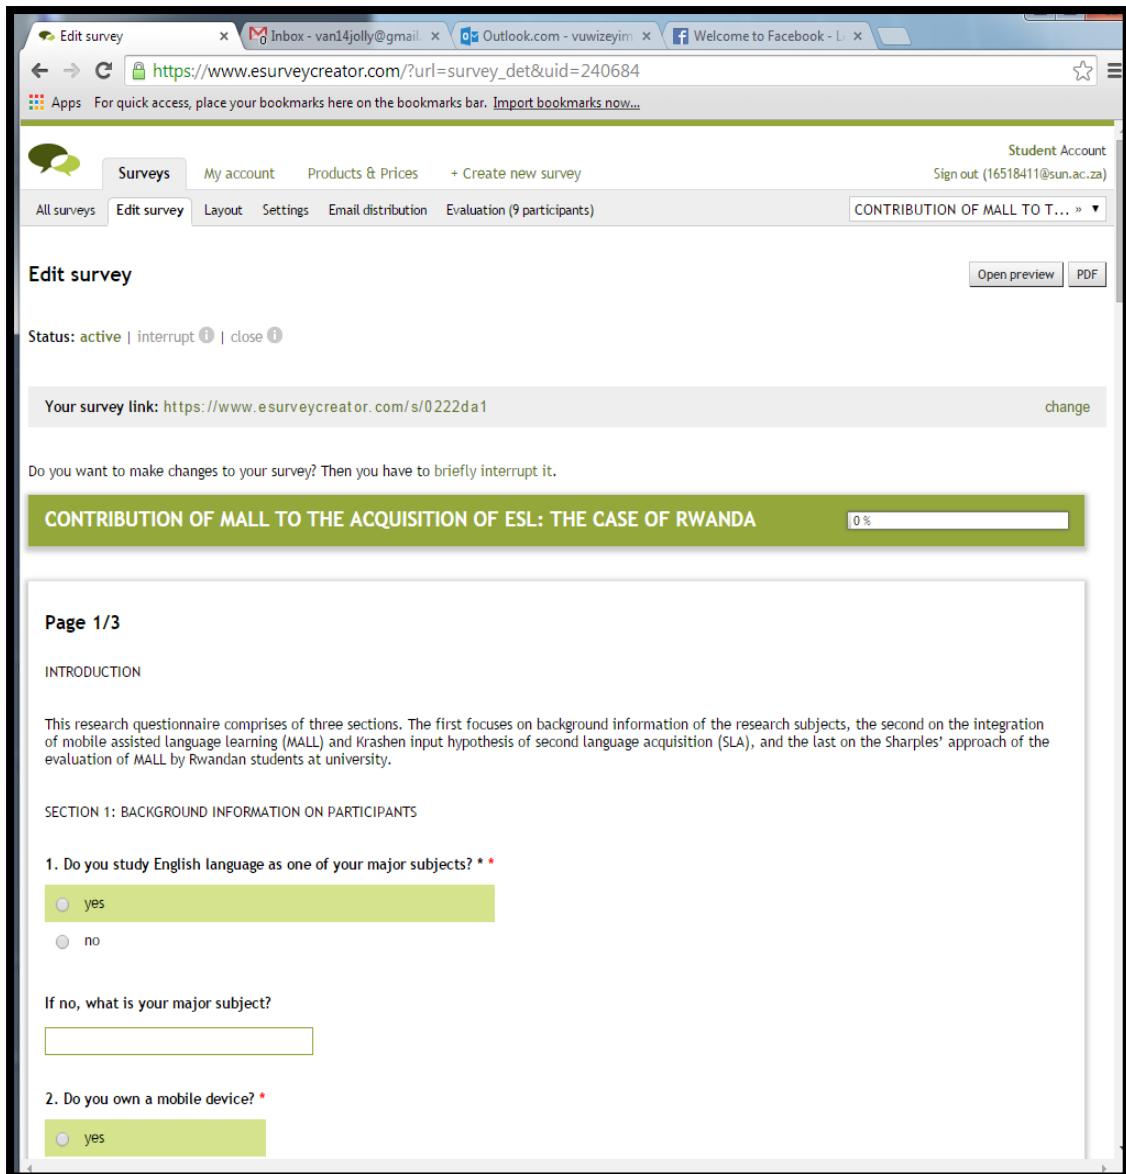 Edit survey × Inbox - van14jolly@gmail. × Outlook.com - vuwizeyim × Welcome to Facebook - L ×
https://www.esurveycreator.com/?url=survey_det&uid=240684
Apps For quick access, place your bookmarks here on the bookmarks bar. Import bookmarks now...
Student Account
Surveys My account Products & Prices + Create new survey Sign out (16518411@sun.ac.za)
All surveys Edit survey Layout Settings Email distribution Evaluation (9 participants) CONTRIBUTION OF MALL TO T... » ▼
Edit survey Open preview PDF
Status: active | interrupt i | close i
Your survey link: https://www.esurveycreator.com/s/0222da1 change
Do you want to make changes to your survey? Then you have to briefly interrupt it.
CONTRIBUTION OF MALL TO THE ACQUISITION OF ESL: THE CASE OF RWANDA 0 %
Page 1/3
INTRODUCTION
This research questionnaire comprises of three sections. The first focuses on background information of the research subjects, the second on the integration
of mobile assisted language learning (MALL) and Krashen input hypothesis of second language acquisition (SLA), and the last on the Sharples' approach of the
evaluation of MALL by Rwandan students at university.
SECTION 1: BACKGROUND INFORMATION ON PARTICIPANTS
1. Do you study English language as one of your major subjects? * *
yes
no
If no, what is your major subject?
2. Do you own a mobile device? *
yes